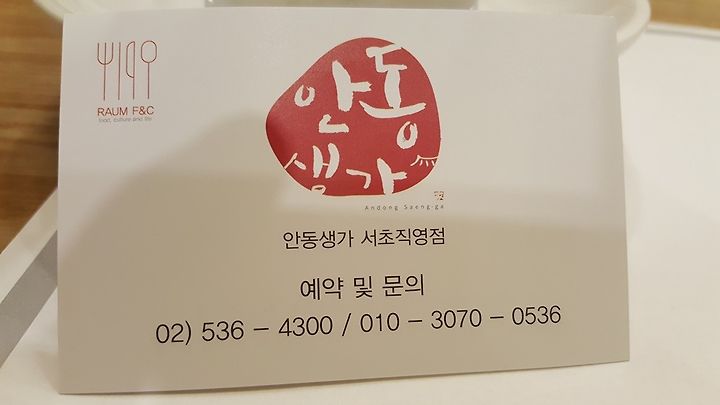 RAUM F&C
food, culture and life
안동
생가
Andong Saeng-ga
안동생가 서초직영점
예약 및 문의
02) 536 - 4300 / 010 - 3070 - 0536